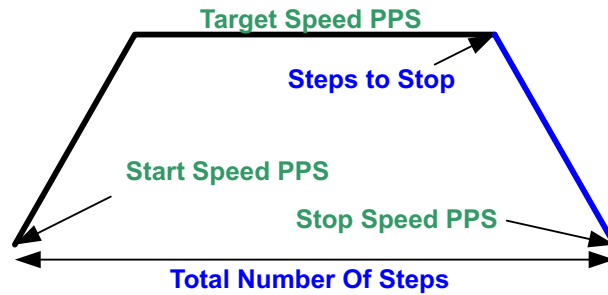 Target Speed PPS
Steps to Stop
Start Speed PPS
Stop Speed PPS
Total Number Of Steps